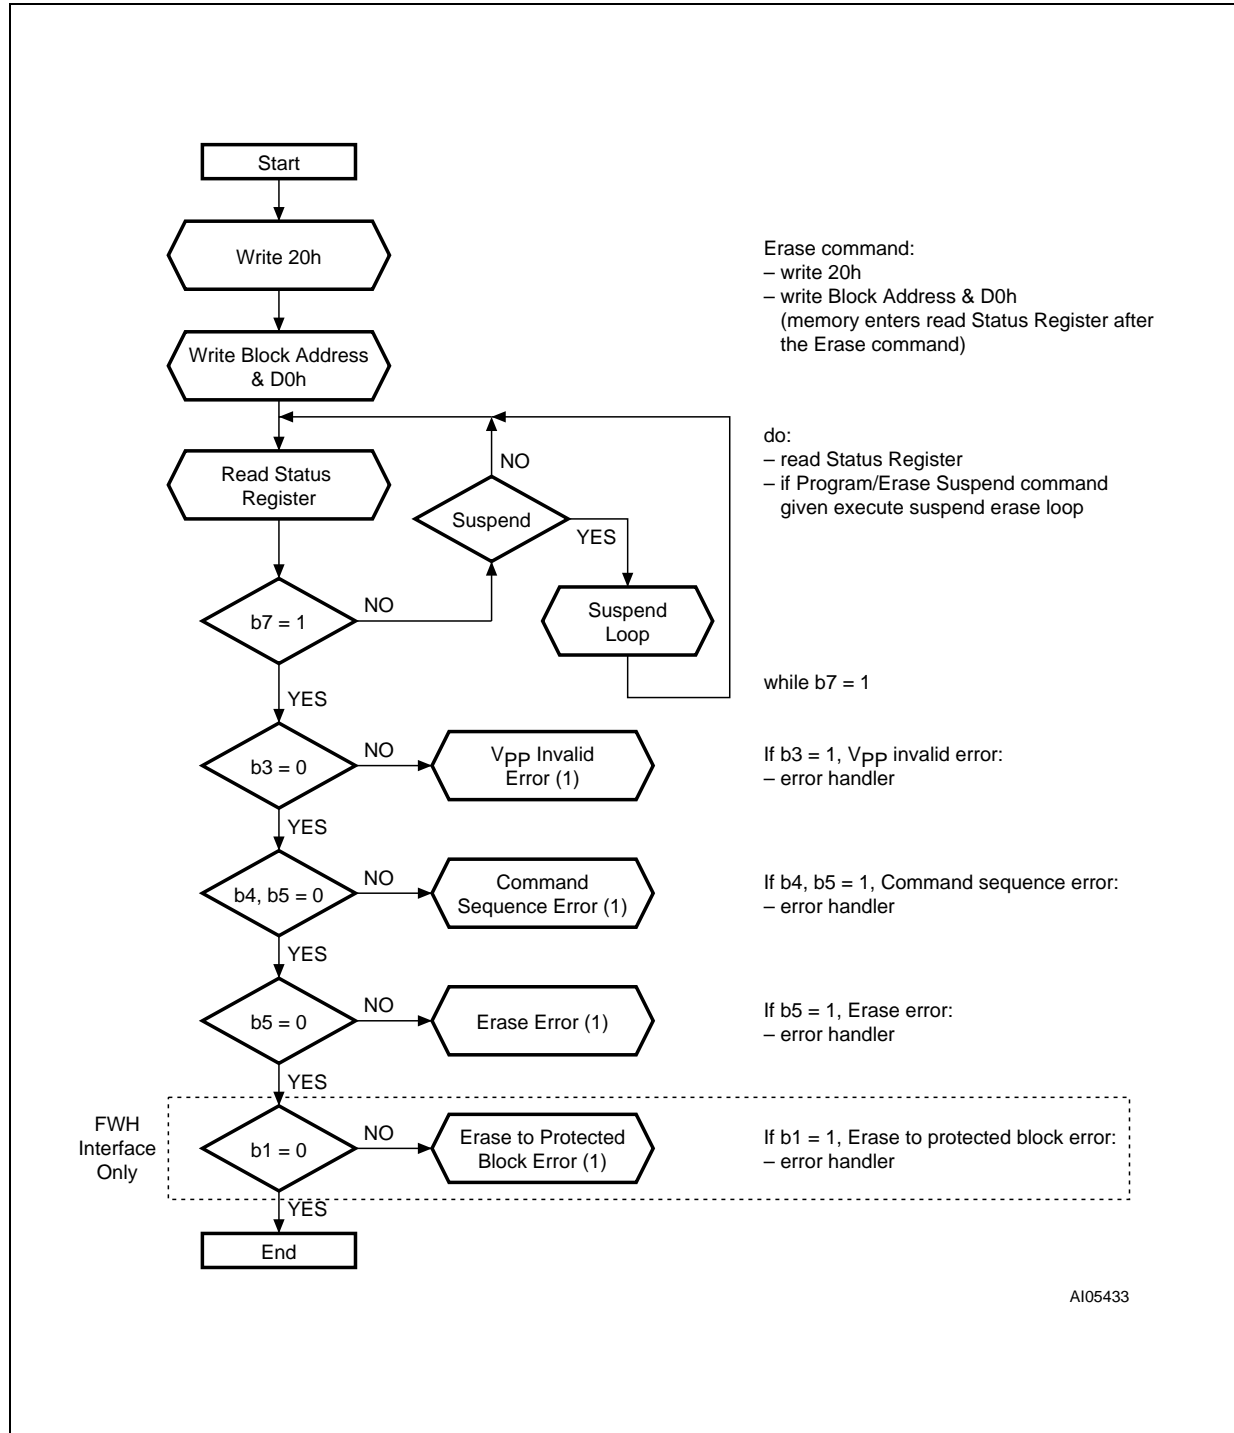 Start
Write 20h
Erase command:
– write 20h
– write Block Address & D0h
(memory enters read Status Register after
the Erase command)
Write Block Address
& D0h
do:
– read Status Register
– if Program/Erase Suspend command
given execute suspend erase loop
Read Status
Register
NO
Suspend
YES
b7 = 1
NO
Suspend
Loop
YES
while b7 = 1
b3 = 0
NO
VPP Invalid
Error (1)
If b3 = 1, VPP invalid error:
– error handler
YES
b4, b5 = 0
NO
Command
Sequence Error (1)
If b4, b5 = 1, Command sequence error:
– error handler
YES
b5 = 0
NO
Erase Error (1)
If b5 = 1, Erase error:
– error handler
YES
FWH
Interface
Only
b1 = 0
NO
Erase to Protected
Block Error (1)
If b1 = 1, Erase to protected block error:
– error handler
YES
End
AI05433